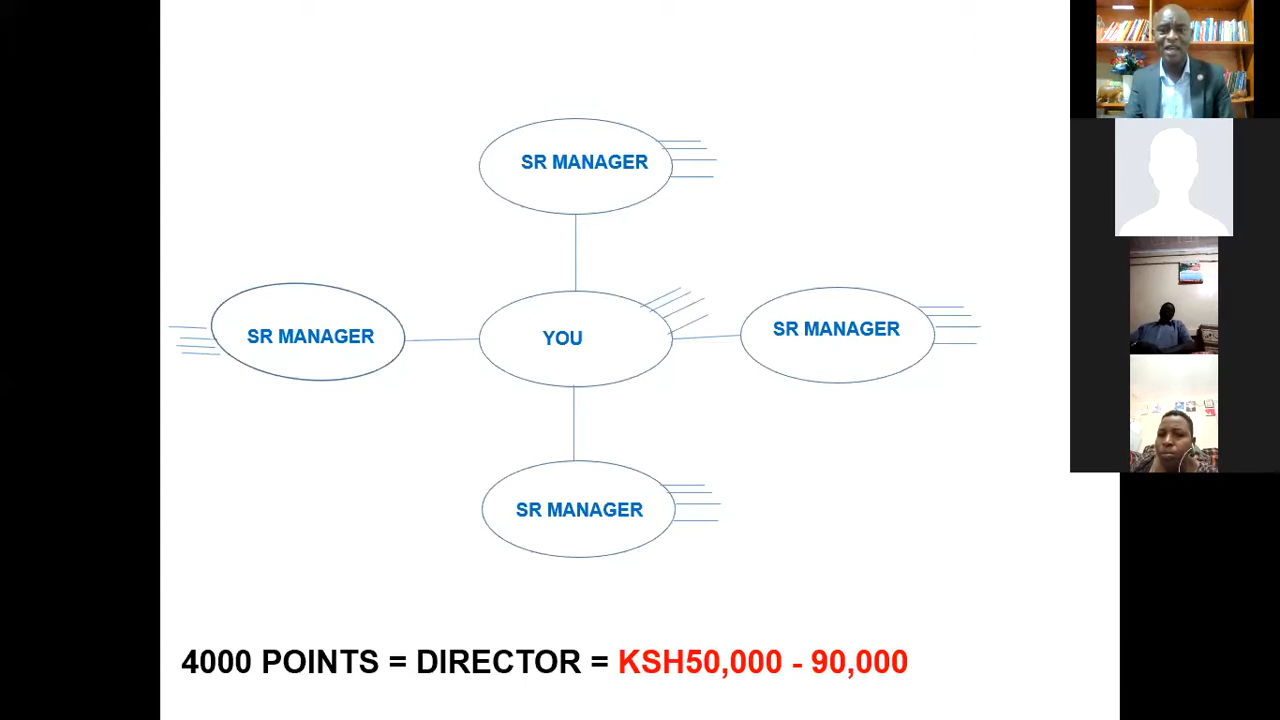 SR MANAGER
SR MANAGER
YOU
SR MANAGER
SR MANAGER
4000 POINTS = DIRECTOR = KSH50,000 - 90,000